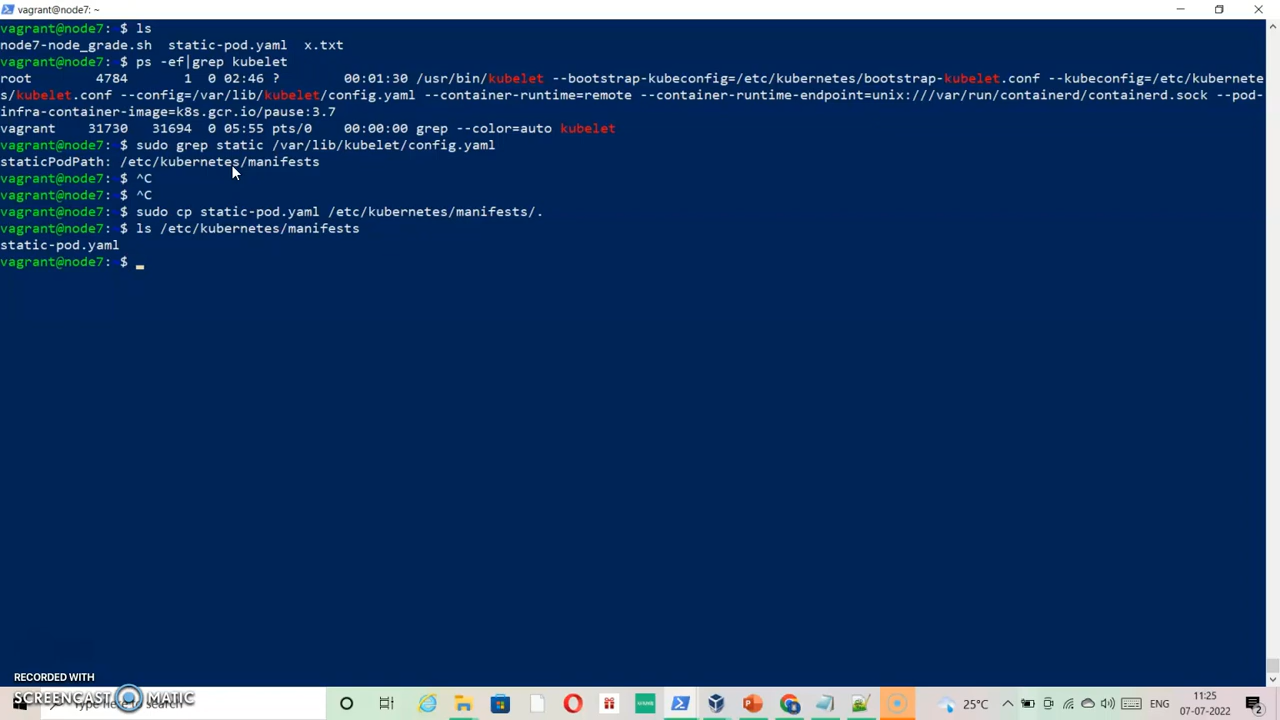 vagrant@node7: ~
vagrant@node7: $ ls
node7-node_grade.sh static-pod.yaml x.txt
vagrant@node7: $ ps -ef|grep kubelet
root 4784 1 0 02:46 ? 00:01:30 /usr/bin/kubelet --bootstrap-kubeconfig=/etc/kubernetes/bootstrap-kubelet.conf --kubeconfig=/etc/kubernete
s/kubelet.conf --config=/var/lib/kubelet/config.yaml --container-runtime=remote --container-runtime-endpoint=unix:///var/run/containerd/containerd.sock --pod-
infra-container-image=k8s.gcr.io/pause:3.7
vagrant 31730 31694 0 05:55 pts/0 00:00:00 grep --color=auto kubelet
vagrant@node7: $ sudo grep static /var/lib/kubelet/config.yaml
staticPodPath: /etc/kubernetes/manifests
vagrant@node7: $ ^C
vagrant@node7: $ ^C
vagrant@node7: $ sudo cp static-pod.yaml /etc/kubernetes/manifests/.
vagrant@node7: $ ls /etc/kubernetes/manifests
static-pod.yaml
vagrant@node7: $
RECORDED WITH
SCREENCAST MATIC
Type here to search
25°C
ENG
11:25
07-07-2022
2